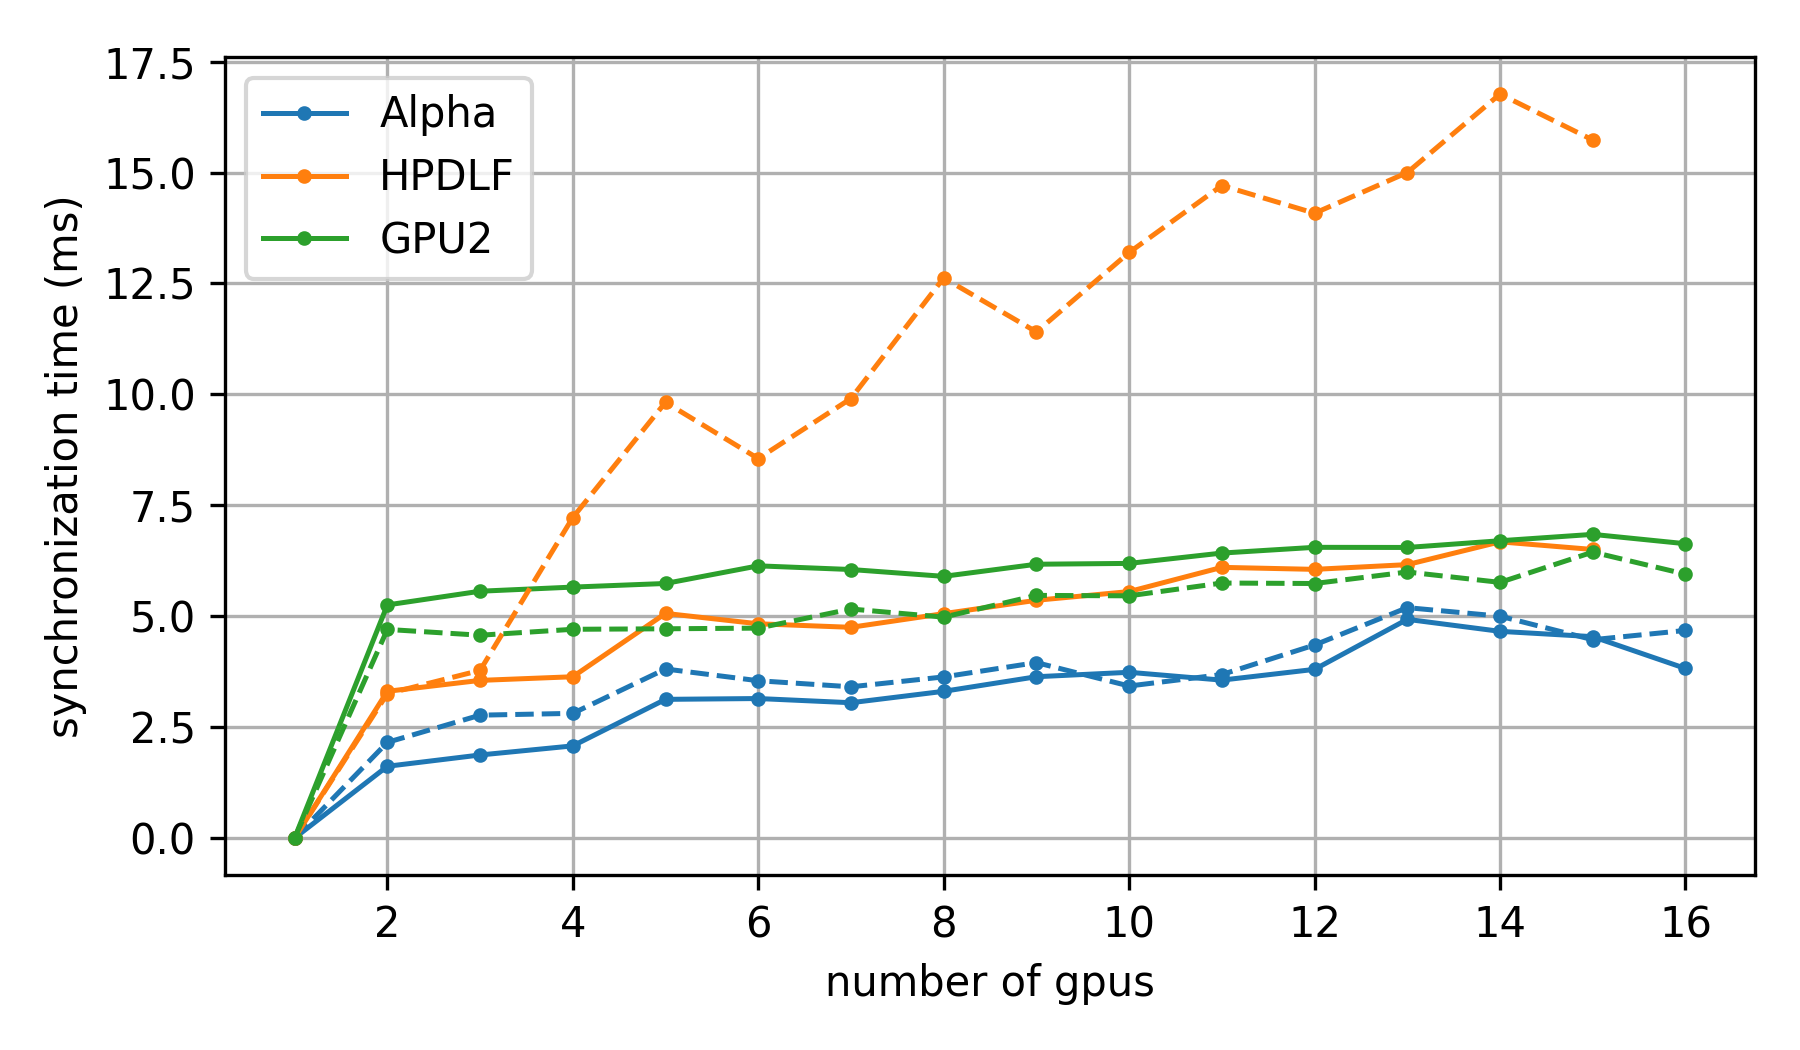 17.5
15.0
12.5
10.0
7.5
5.0
2.5
0.0
synchronization time (ms)
Alpha
HPDLF
GPU2
2 4 6 8 10 12 14 16
number of gpus